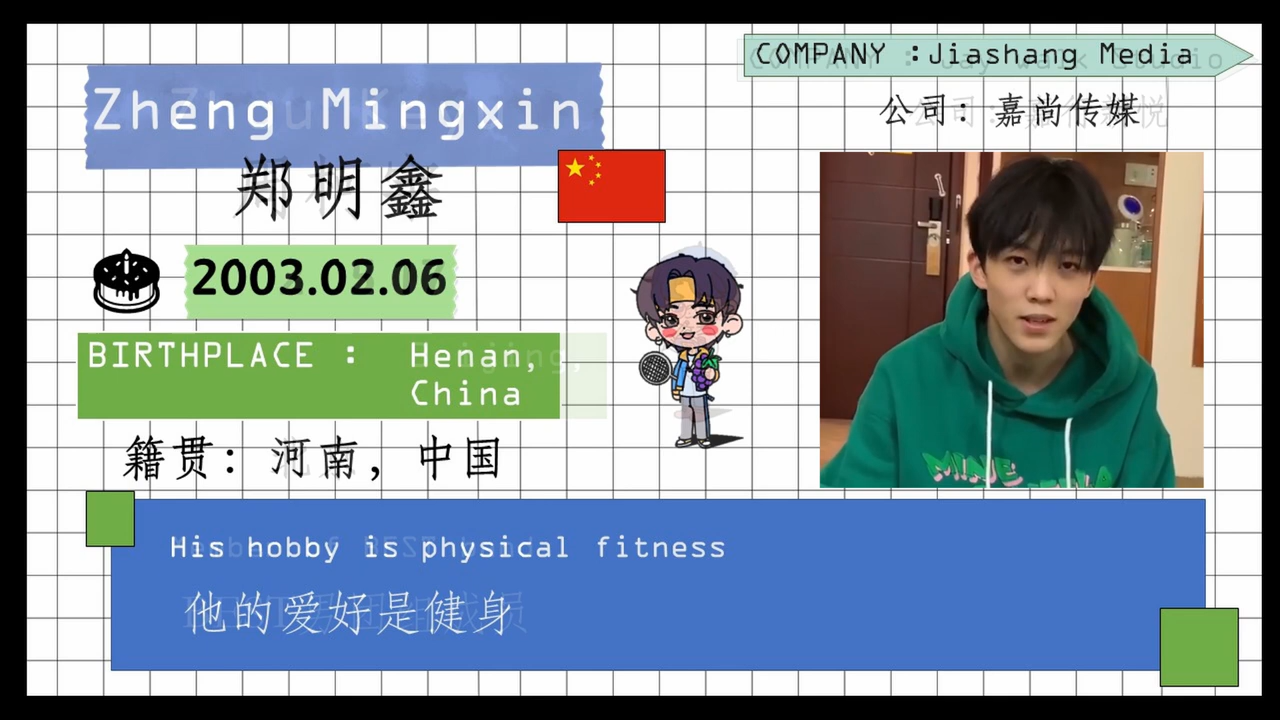 COMPANY :Jiashang Media
公司：嘉尚传媒
Zheng Mingxin
郑明鑫
2003.02.06
BIRTHPLACE : Henan,
China
籍贯：河南，中国
MINE
His hobby is physical fitness
他的爱好是健身